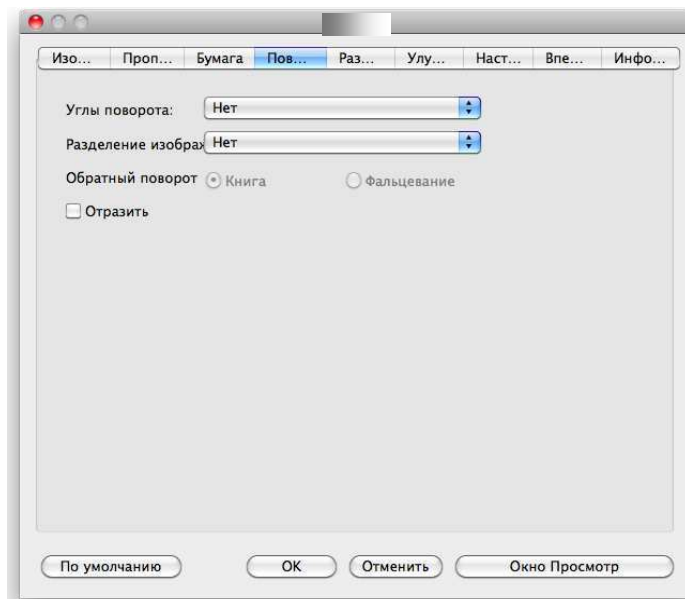 Изо... Проп... Бумага Пов... Раз... Улу... Наст... Впе... Инфо...
Углы поворота: Нет
Разделение изображ Нет
Обратный поворот Книга Фальцевание
Отразить
По умолчанию OK Отменить Окно Просмотр